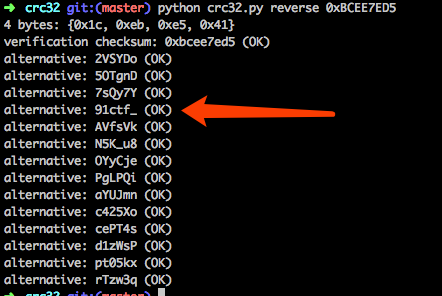 ➜ crc32 git:(master) python crc32.py reverse 0xBCEE7ED5
4 bytes: {0x1c, 0xeb, 0xe5, 0x41}
verification checksum: 0xbcee7ed5 (OK)
alternative: 2VSYDo (OK)
alternative: 5OTgnD (OK)
alternative: 7sQy7Y (OK)
alternative: 91ctf_ (OK)
alternative: AVfsVk (OK)
alternative: N5K_u8 (OK)
alternative: OYyCje (OK)
alternative: PgLPQi (OK)
alternative: aYUJmn (OK)
alternative: c425Xo (OK)
alternative: cePT4s (OK)
alternative: d1zWsP (OK)
alternative: pt05kx (OK)
alternative: rTzw3q (OK)
➜ crc32 git:(master)